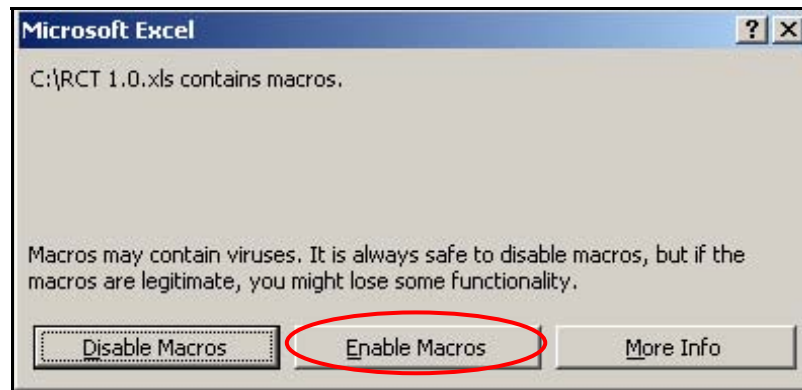 Microsoft Excel
C:\RCT 1.0.xls contains macros.
Macros may contain viruses. It is always safe to disable macros, but if the
macros are legitimate, you might lose some functionality.
Disable Macros Enable Macros More Info